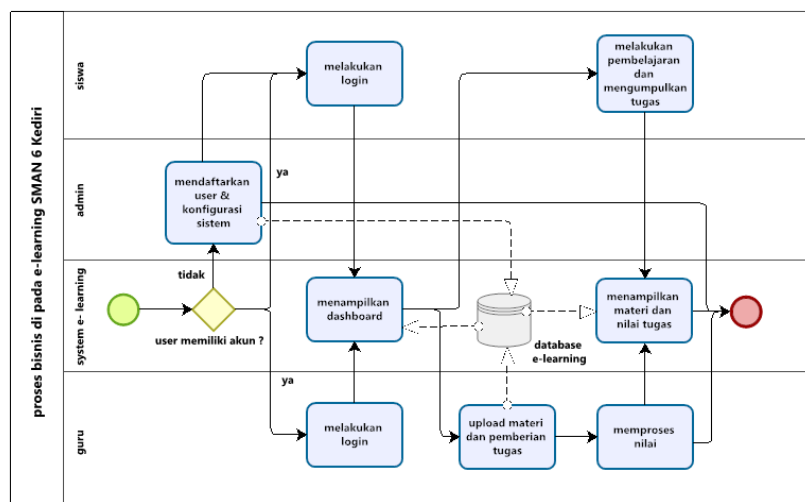 proses bisnis di pada e-learning SMAN 6 Kediri
siswa
melakukan
login
melakukan
pembelajaran
dan
mengumpulkan
tugas
admin
mendaftarkan
user &
konfigurasi
sistem
ya
system e- learning
tidak
user memiliki akun ?
menampilkan
dashboard
database
e-learning
menampilkan
materi dan
nilai tugas
guru
ya
melakukan
login
upload materi
dan pemberian
tugas
memproses
nilai